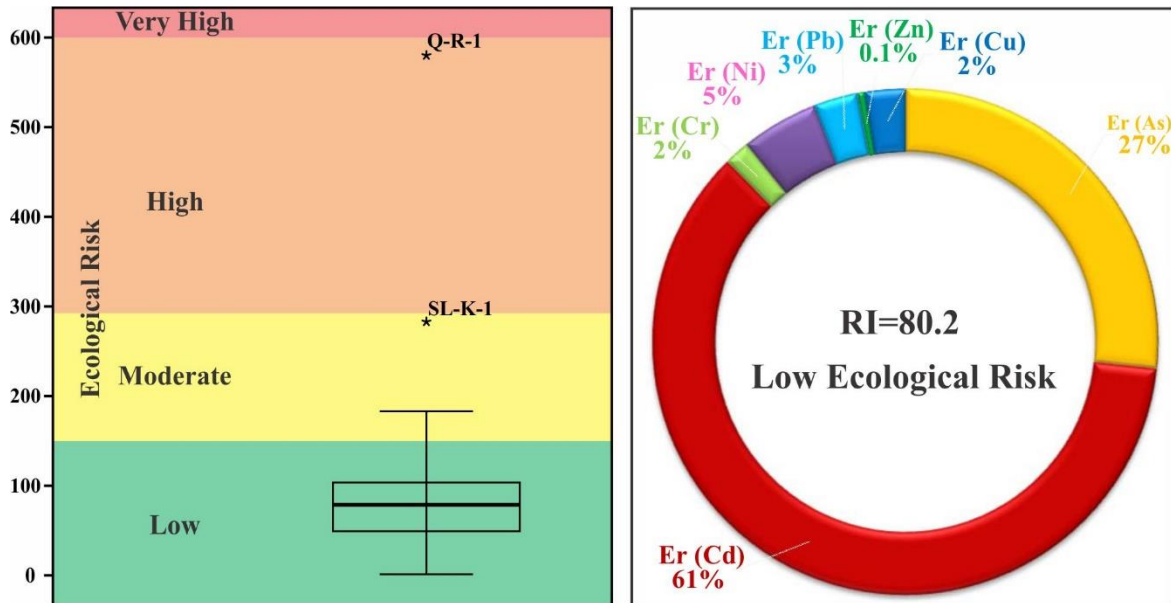 Very High
600
Q-R-1
500
High
400
Ecological Risk
300
SL-K-1
Moderate
200
100
Low
0
Er (Zn)
0.1%
Er (Pb)
3%
Er (Cu)
2%
Er (Ni)
5%
Er (Cr)
2%
Er (As)
27%
RI=80.2
Low Ecological Risk
Er (Cd)
61%